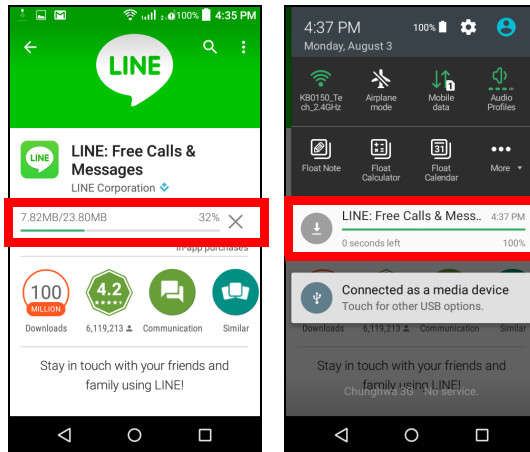 100% 4:35 PM
LINE
LINE
LINE: Free Calls &
Messages
LINE Corporation
7.82MB/23.80MB 32%
In-app purchases
100
MILLION
4.2
Downloads 6,119,213 Communication Similar
Stay in touch with your friends and
family using LINE!
4:37 PM 100%
Monday, August 3
KB0150_Te
ch_2.4GHz
Airplane
mode
Mobile
data
Audio
Profiles
31
Float Note
Float
Calculator
Float
Calendar
More
LINE: Free Calls & Mess.. 4:37 PM
0 seconds left 100%
Connected as a media device
Touch for other USB options.
Downloads 6,119,213 Communication Similar
Stay in touch with your friends and
family using LINE!
Chunghwa 3G No service.